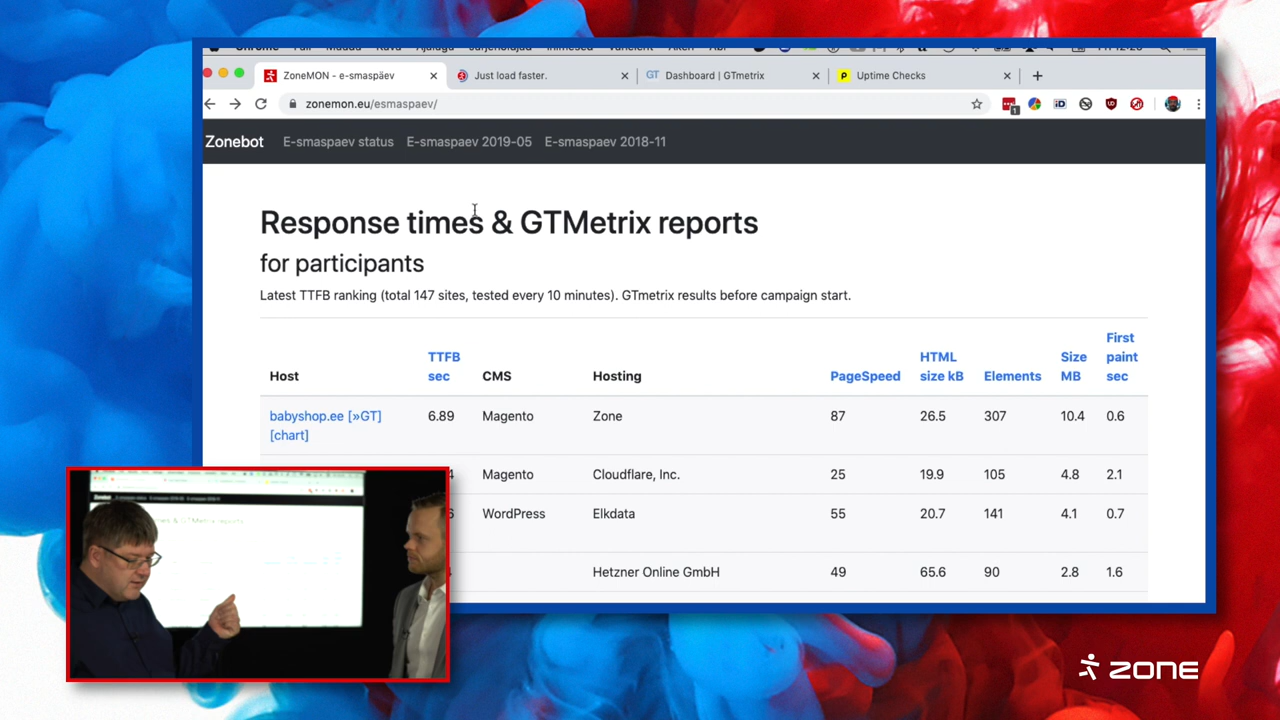 ZoneMON - e-smaspäev
Just load faster.
GT Dashboard | GTmetrix
Uptime Checks
zonemon.eu/esmaspaev/
Zonebot E-smaspaev status E-smaspaev 2019-05 E-smaspaev 2018-11
Response times & GTMetrix reports
for participants
Latest TTFB ranking (total 147 sites, tested every 10 minutes). GTmetrix results before campaign start.
Host TTFB sec CMS Hosting PageSpeed HTML size kB Elements Size MB First paint sec
babyshop.ee [»GT] 6.89 Magento Zone 87 26.5 307 10.4 0.6
[chart]
4 Magento Cloudflare, Inc. 25 19.9 105 4.8 2.1
WordPress Elkdata 55 20.7 141 4.1 0.7
Hetzner Online GmbH 49 65.6 90 2.8 1.6
ZONE